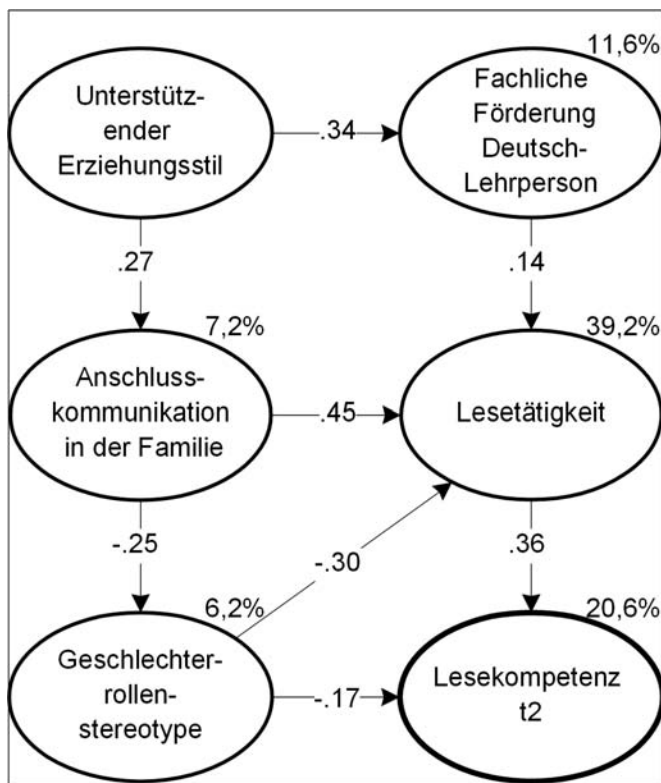 11,6%
Unterstütz-
ender
Erziehungsstil
.34
Fachliche
Förderung
Deutsch-
Lehrperson
.27
.14
7,2%
39,2%
Anschluss-
kommunikation
in der Familie
.45
Lesetätigkeit
-.25
-.30
.36
6,2%
20,6%
Geschlechter-
rollen-
stereotype
-.17
Lesekompetenz
t2